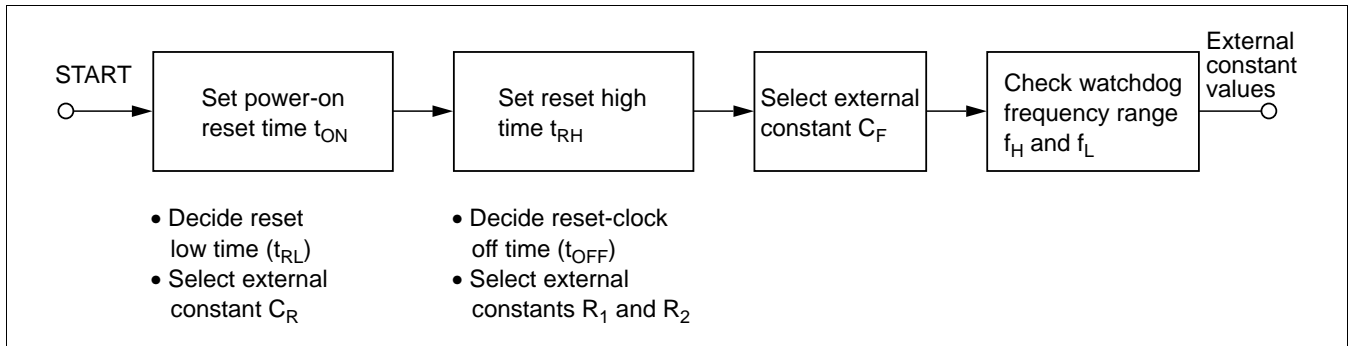 START
Set power-on
reset time tON
• Decide reset
low time (tRL)
• Select external
constant CR
Set reset high
time tRH
• Decide reset-clock
off time (tOFF)
• Select external
constants R1 and R2
Select external
constant CF
Check watchdog
frequency range
fH and fL
External
constant
values